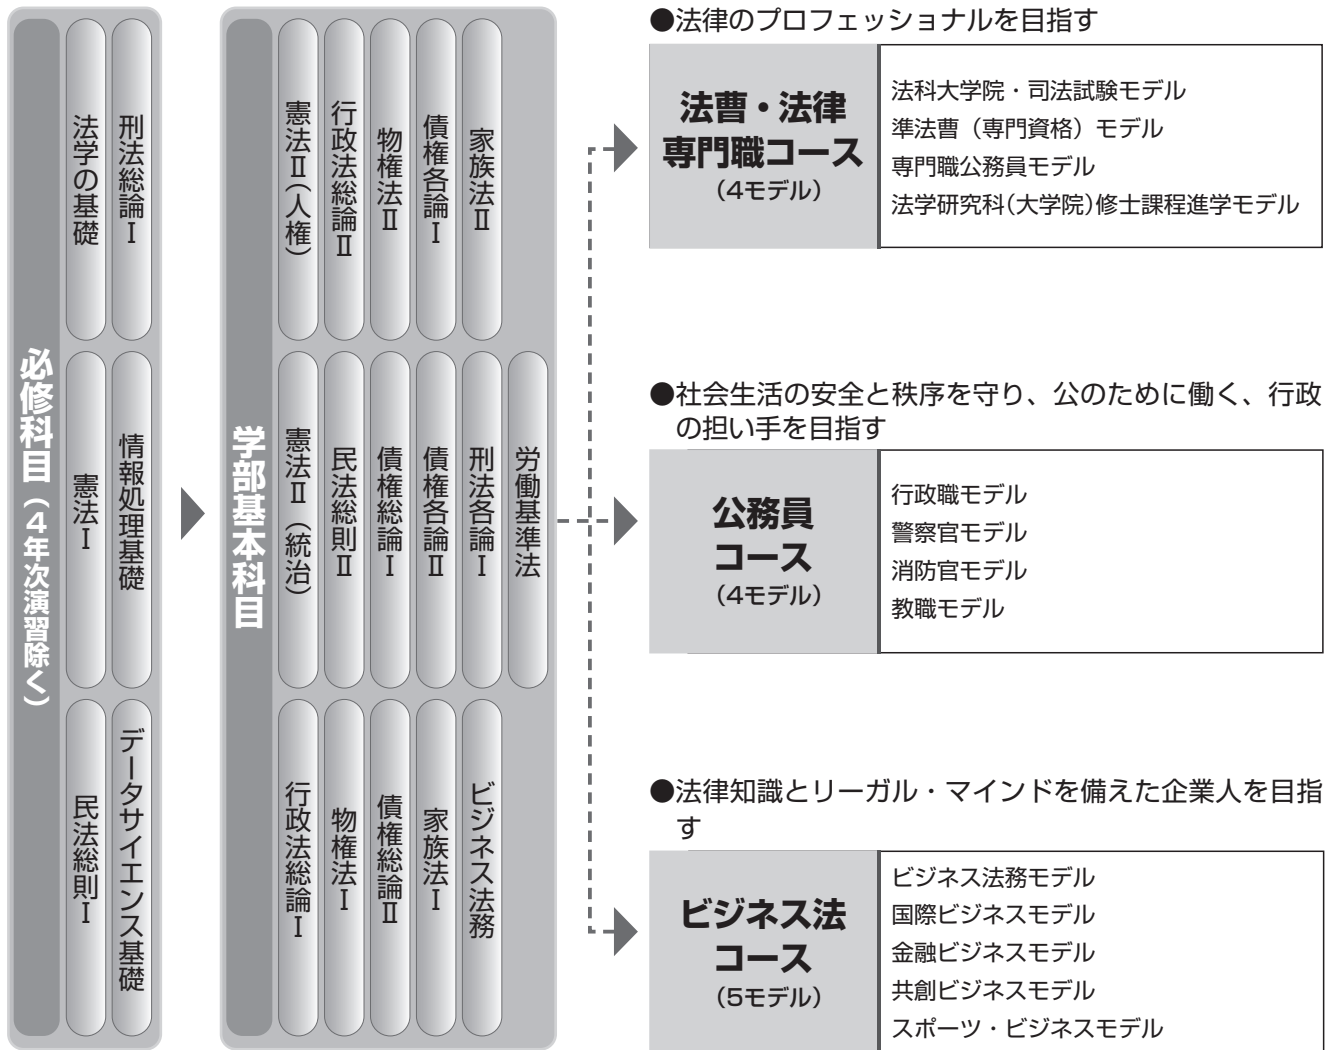 必修科目(4年次演習除く)
法学の基礎
憲法Ⅰ
民法総則Ⅰ
刑法総論Ⅰ
情報処理基礎
データサイエンス基礎
学部基本科目
憲法Ⅱ(人権)
憲法Ⅱ(統治)
行政法総論Ⅰ
行政法総論Ⅱ
民法総則Ⅱ
物権法Ⅰ
物権法Ⅱ
債権総論Ⅰ
債権総論Ⅱ
債権各論Ⅰ
債権各論Ⅱ
家族法Ⅰ
家族法Ⅱ
刑法各論Ⅰ
ビジネス法務
労働基準法
●法律のプロフェッショナルを目指す
法曹・法律
専門職コース
(4モデル)
法科大学院・司法試験モデル
準法曹(専門資格)モデル
専門職公務員モデル
法学研究科(大学院)修士課程進学モデル
●社会生活の安全と秩序を守り、公のために働く、行政
の担い手を目指す
公務員
コース
(4モデル)
行政職モデル
警察官モデル
消防官モデル
教職モデル
●法律知識とリーガル・マインドを備えた企業人を目指
す
ビジネス法
コース
(5モデル)
ビジネス法務モデル
国際ビジネスモデル
金融ビジネスモデル
共創ビジネスモデル
スポーツ・ビジネスモデル